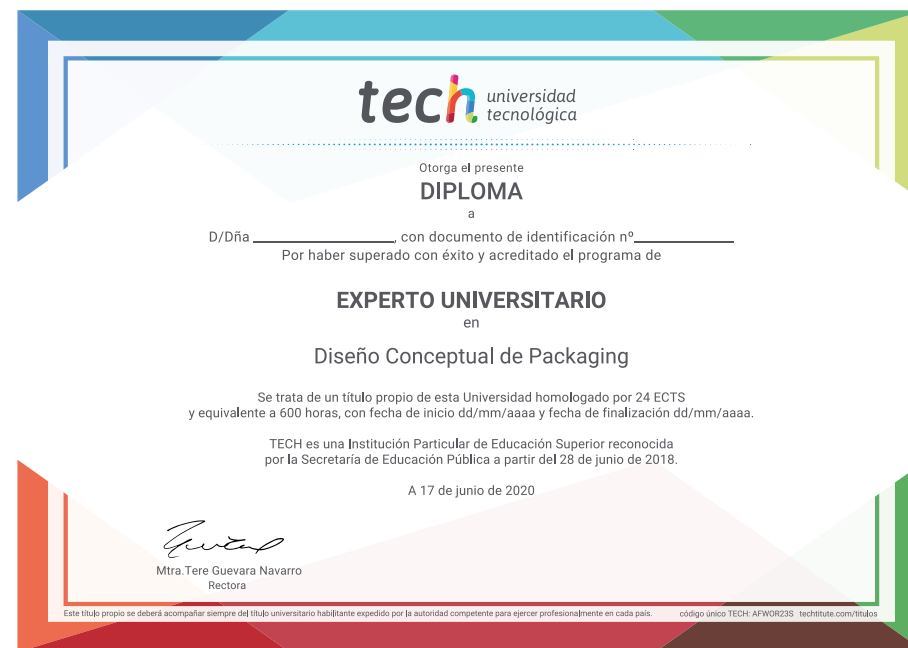 tech universidad
tecnológica
Otorga el presente
DIPLOMA
a
D/Dña ____________________, con documento de identificación nº______________
Por haber superado con éxito y acreditado el programa de
EXPERTO UNIVERSITARIO
en
Diseño Conceptual de Packaging
Se trata de un título propio de esta Universidad homologado por 24 ECTS
y equivalente a 600 horas, con fecha de inicio dd/mm/aaaa y fecha de finalización dd/mm/aaaa.
TECH es una Institución Particular de Educación Superior reconocida
por la Secretaría de Educación Pública a partir del 28 de junio de 2018.
A 17 de junio de 2020
Mtra.Tere Guevara Navarro
Rectora
Este título propio se deberá acompañar siempre del título universitario habilitante expedido por la autoridad competente para ejercer profesionalmente en cada país. código único TECH: AFWOR23S techtitute.com/titulos